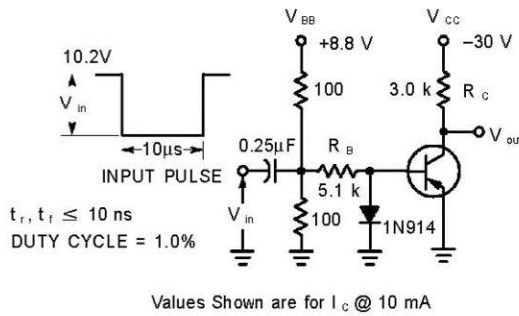 V BB
+8.8 V
V CC
–30 V
10.2V
V in
100
3.0 k
R C
V out
10µs
INPUT PULSE
0.25µF
R B
5.1 k
V in
100
1N914
t r, t f ≤ 10 ns
DUTY CYCLE = 1.0%
Values Shown are for I C @ 10 mA